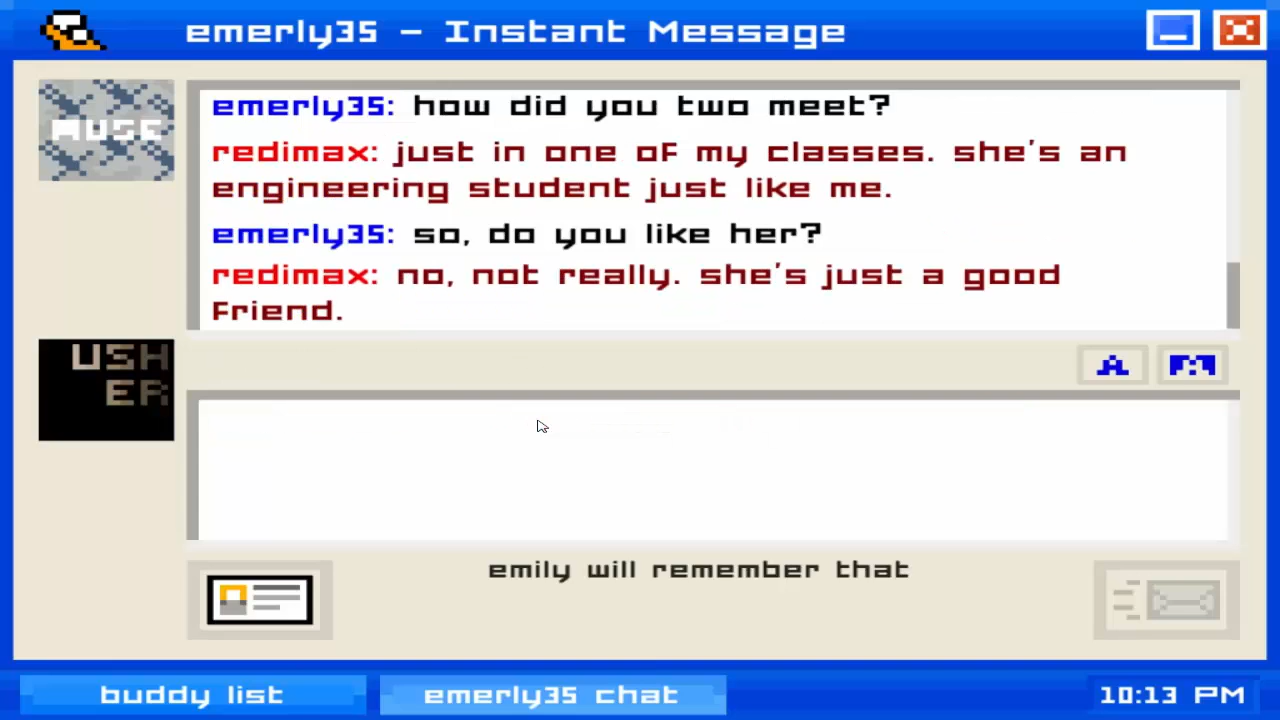 emerly35 - Instant Message
MUSE
emerly35: how did you two meet?
redimax: just in one of my classes. she's an
engineering student just like me.
emerly35: so, do you like her?
redimax: no, not really. she's just a good
Friend.
USH
ER
A
emily will remember that
buddy list
emerly35 chat
10:13 PM